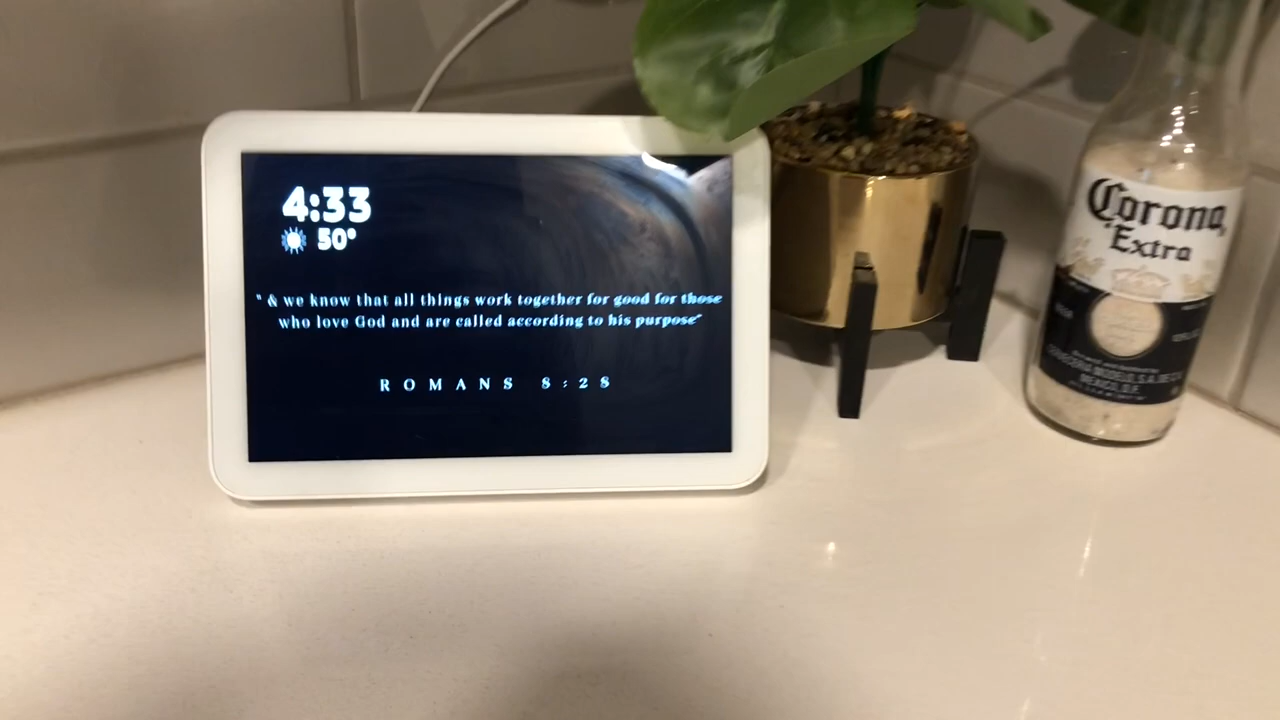 4:33
50°
" & we know that all things work together for good for those
who love God and are called according to his purpose"
ROMANS 8:28
Corona
Extra
MEXICO, D.F.